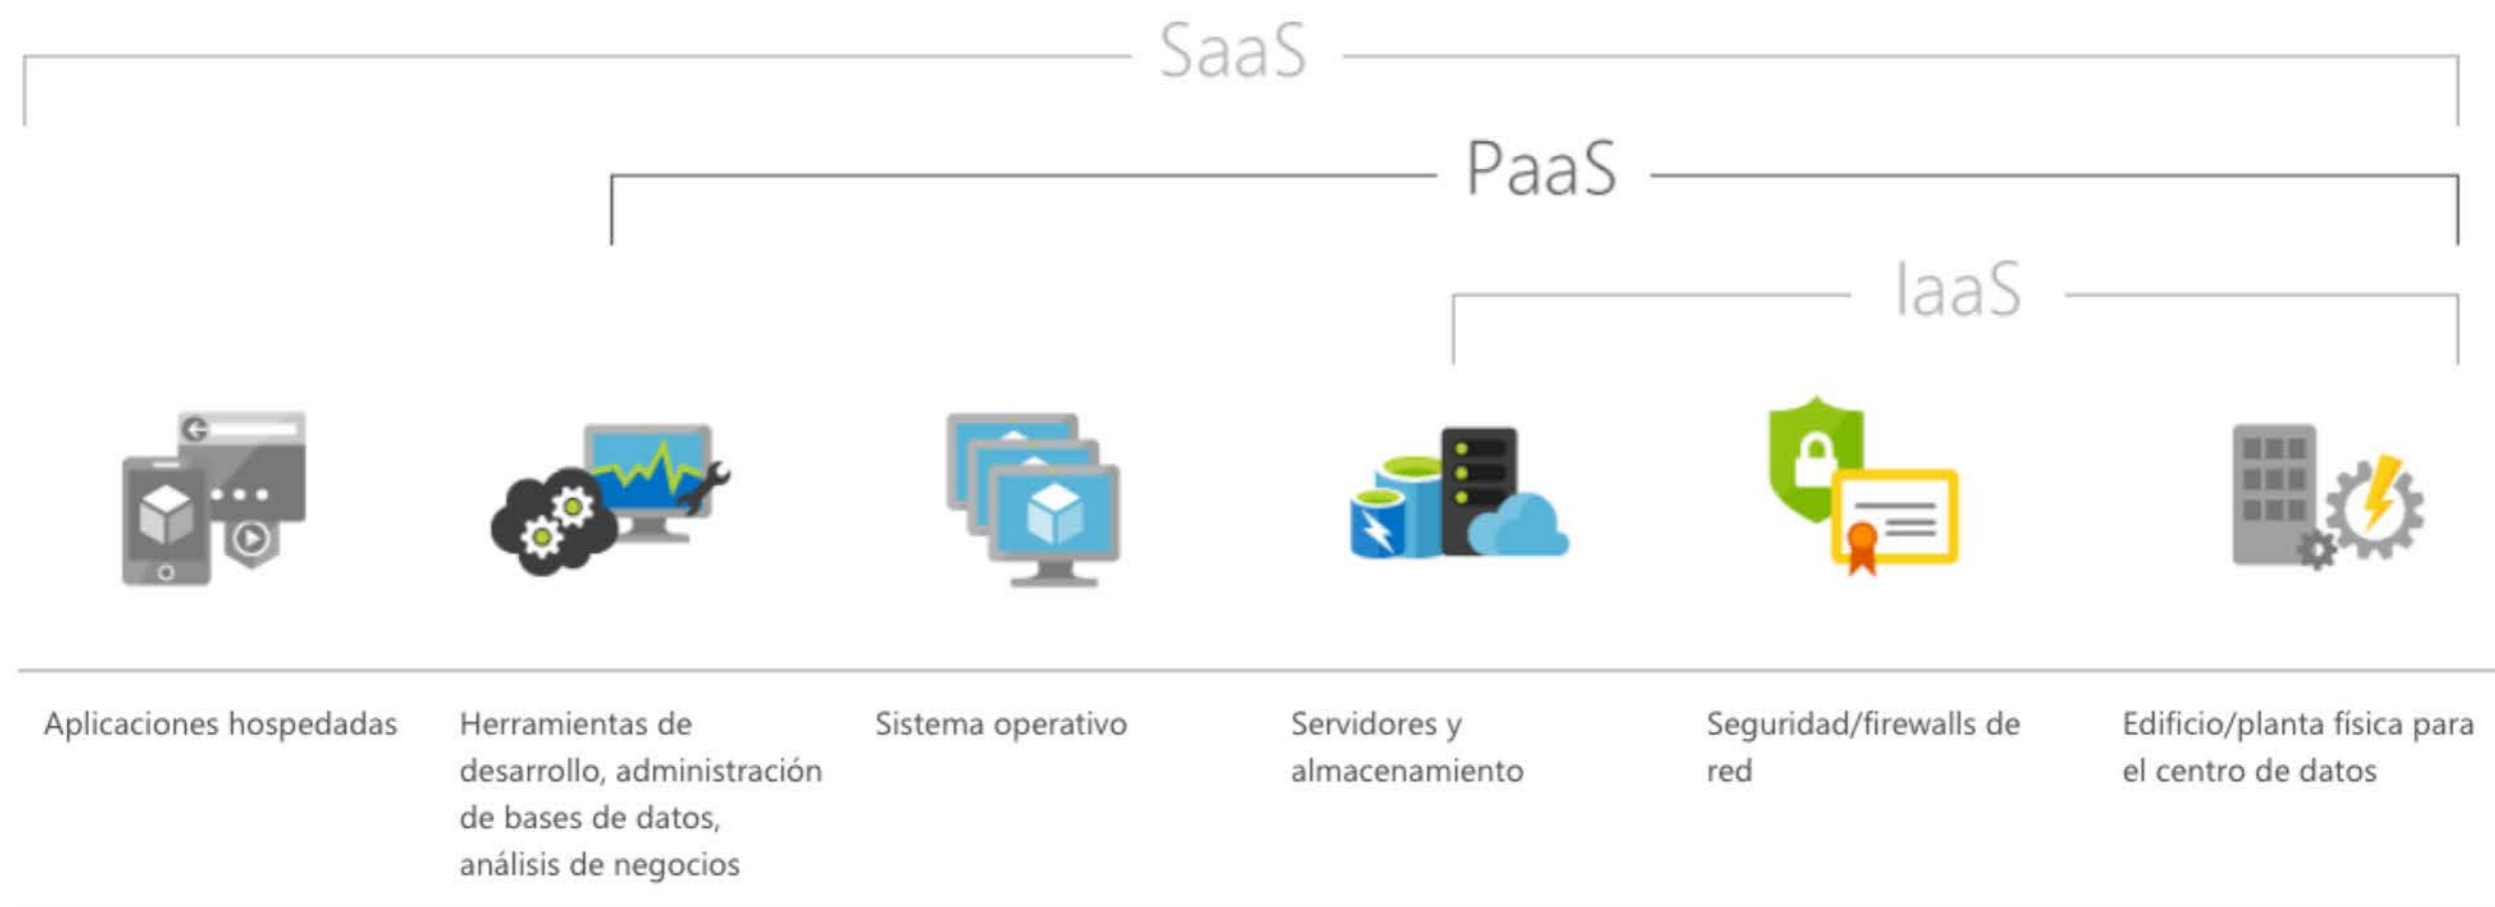 SaaS
PaaS
IaaS
Aplicaciones hospedadas
Herramientas de
desarrollo, administración
de bases de datos,
análisis de negocios
Sistema operativo
Servidores y
almacenamiento
Seguridad/firewalls de
red
Edificio/planta física para
el centro de datos